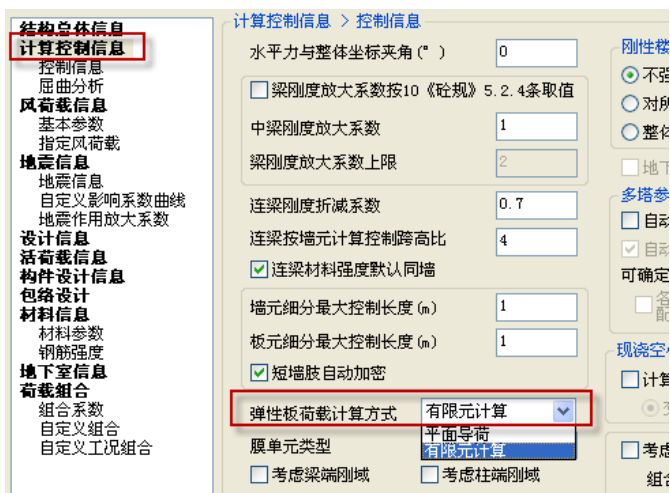 结构总体信息
计算控制信息
控制信息
屈曲分析
风荷载信息
基本参数
指定风荷载
地震信息
地震信息
自定义影响系数曲线
地震作用放大系数
设计信息
活荷载信息
构件设计信息
包络设计
材料信息
材料参数
钢筋强度
地下室信息
荷载组合
组合系数
自定义组合
自定义工况组合
计算控制信息 > 控制信息
水平力与整体坐标夹角(°) 0
梁刚度放大系数按10《砼规》5.2.4条取值
中梁刚度放大系数 1
梁刚度放大系数上限 2
连梁刚度折减系数 0.7
连梁按墙元计算控制跨高比 4
连梁材料强度默认同墙
墙元细分最大控制长度(m) 1
板元细分最大控制长度(m) 1
短墙肢自动加密
弹性板荷载计算方式 有限元计算
平面导荷
有限元计算
膜单元类型
考虑梁端刚域 考虑柱端刚域
刚性楼
不强
对所
整体
地下
多塔参
自动
自动
可确定
各
配
现浇空心
计算
考虑
组合